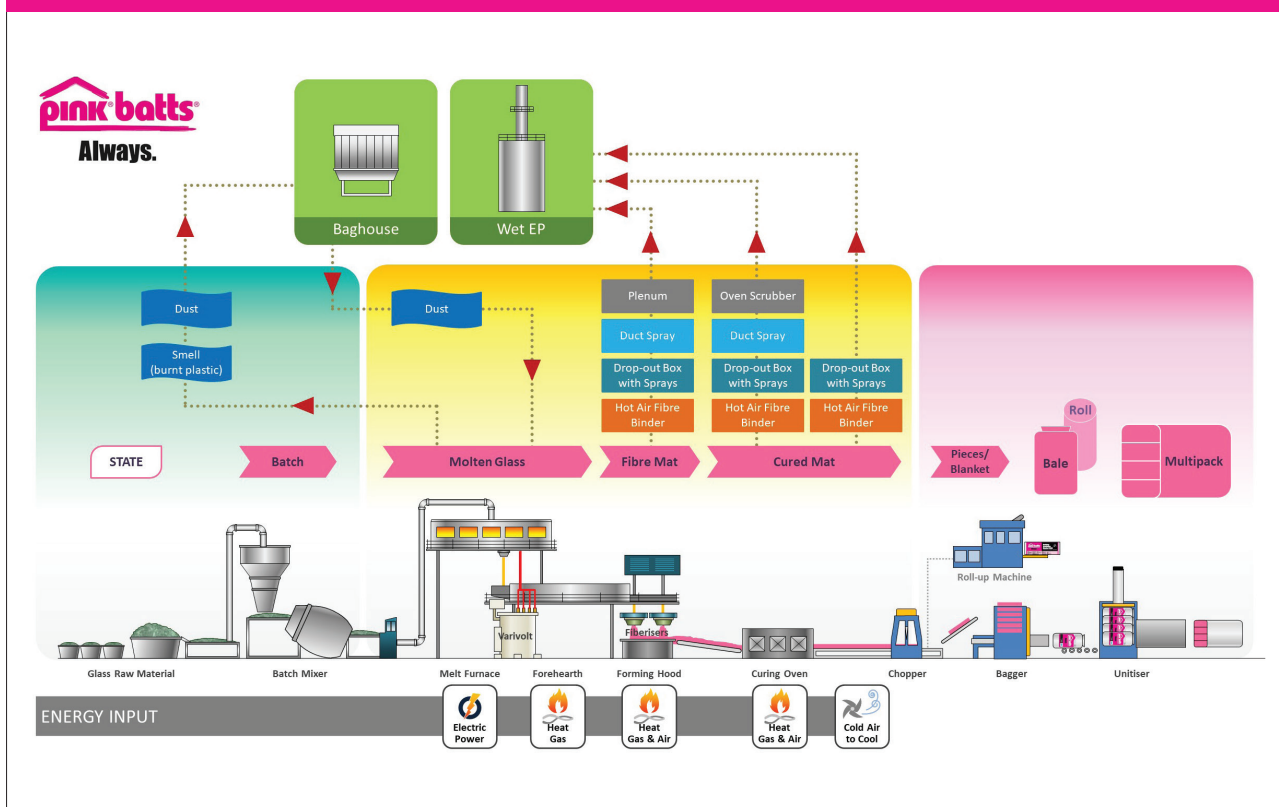 pink® batts®
Always.
Baghouse
Wet EP
Dust
Smell
(burnt plastic)
Dust
Plenum
Duct Spray
Drop-out Box
with Sprays
Hot Air Fibre
Binder
Oven Scrubber
Duct Spray
Drop-out Box
with Sprays
Hot Air Fibre
Binder
Drop-out Box
with Sprays
Hot Air Fibre
Binder
STATE
Batch
Molten Glass
Fibre Mat
Cured Mat
Pieces/
Blanket
Roll
Bale
Multipack
Roll-up Machine
Varivolt
Fiberisers
Glass Raw Material
Batch Mixer
Melt Furnace
Forehearth
Forming Hood
Curing Oven
Chopper
Bagger
Unitiser
ENERGY INPUT
Electric
Power
Heat
Gas
Heat
Gas & Air
Heat
Gas & Air
Cold Air
to Cool